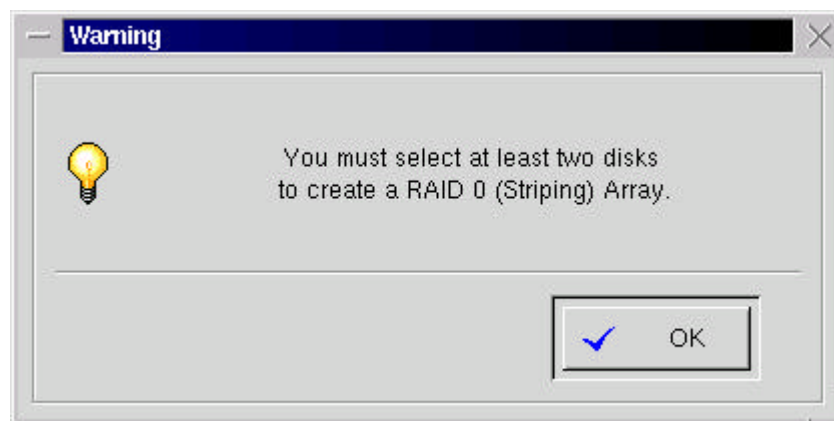 Warning
You must select at least two disks
to create a RAID 0 (Striping) Array.
OK